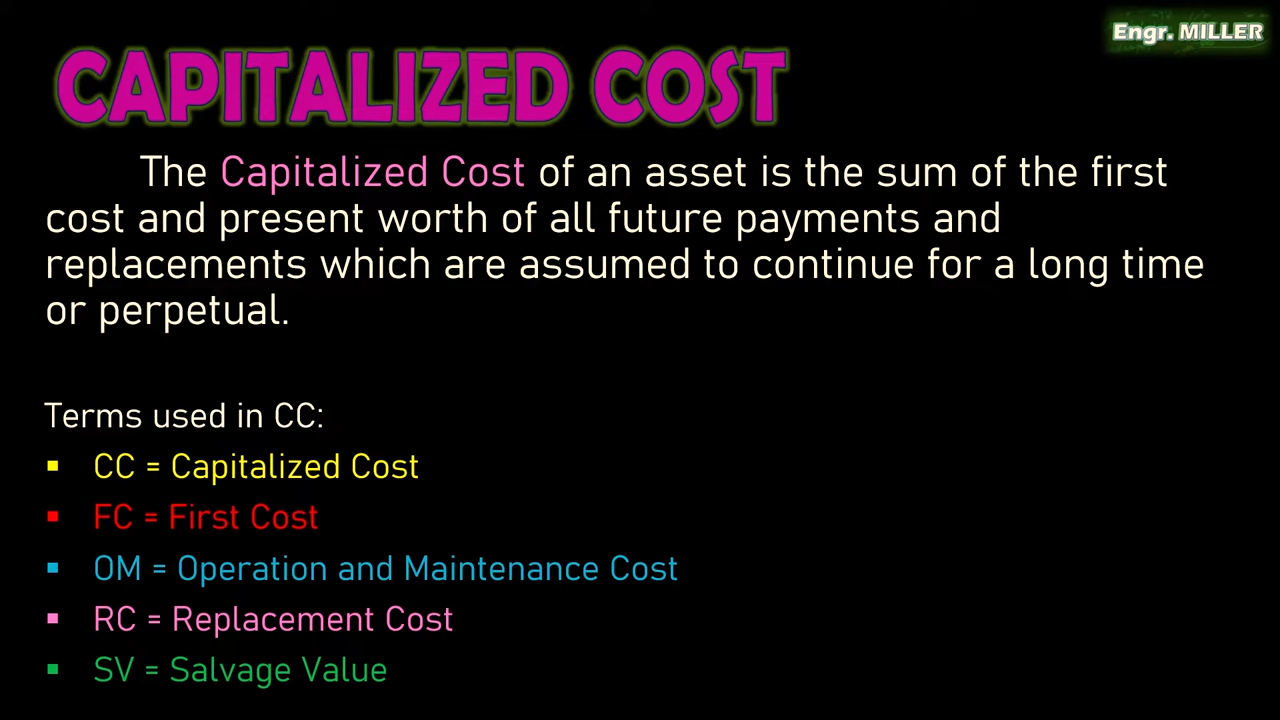 Engr. MILLER
CAPITALIZED COST
The Capitalized Cost of an asset is the sum of the first
cost and present worth of all future payments and
replacements which are assumed to continue for a long time
or perpetual.
Terms used in CC:
▪ CC = Capitalized Cost
▪ FC = First Cost
▪ OM = Operation and Maintenance Cost
▪ RC = Replacement Cost
▪ SV = Salvage Value